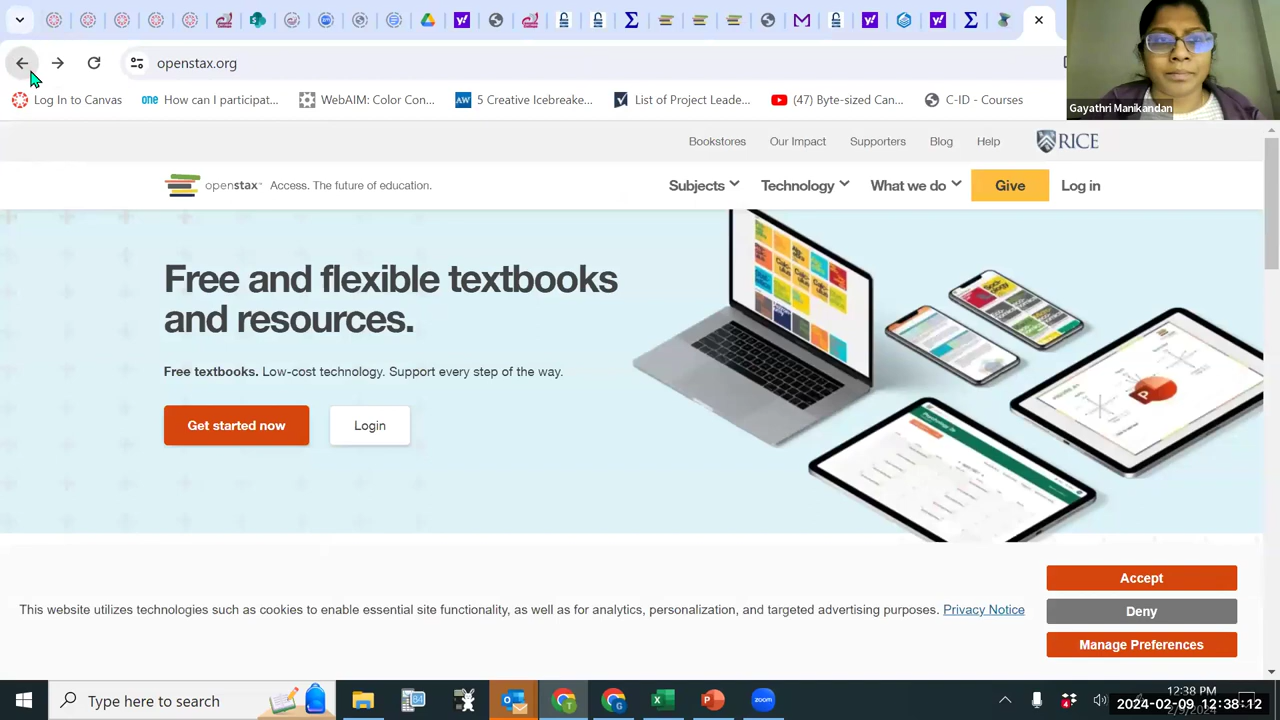 openstax.org
Gayathri Manikandan
Log In to Canvas
ONE How can I participat...
WebAIM: Color Con...
AW 5 Creative Icebreake...
List of Project Leade...
(47) Byte-sized Can...
C-ID - Courses
Bookstores Our Impact Supporters Blog Help RICE
openstax Access. The future of education.
Subjects Technology What we do Give Log in
Free and flexible textbooks
and resources.
Free textbooks. Low-cost technology. Support every step of the way.
Get started now Login
Accept
This website utilizes technologies such as cookies to enable essential site functionality, as well as for analytics, personalization, and targeted advertising purposes. Privacy Notice
Deny
Manage Preferences
Type here to search
12:38 PM
2024-02-09 12:38:12